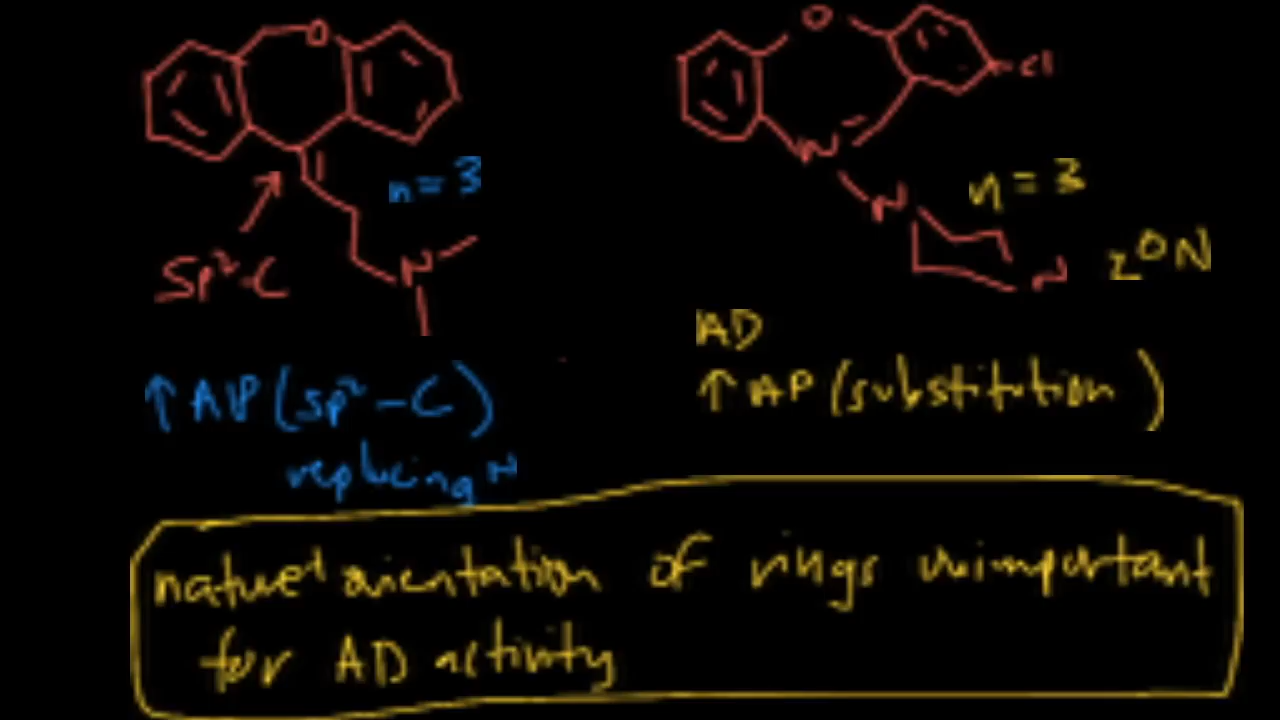 O
O
Cl
N
n = 3
N
n = 3
N
sp²-C
N
2° N
AD
↑ AP (sp²-C)
↑ AP (substitution)
replacing N
nature + orientation of rings unimportant
for AD activity